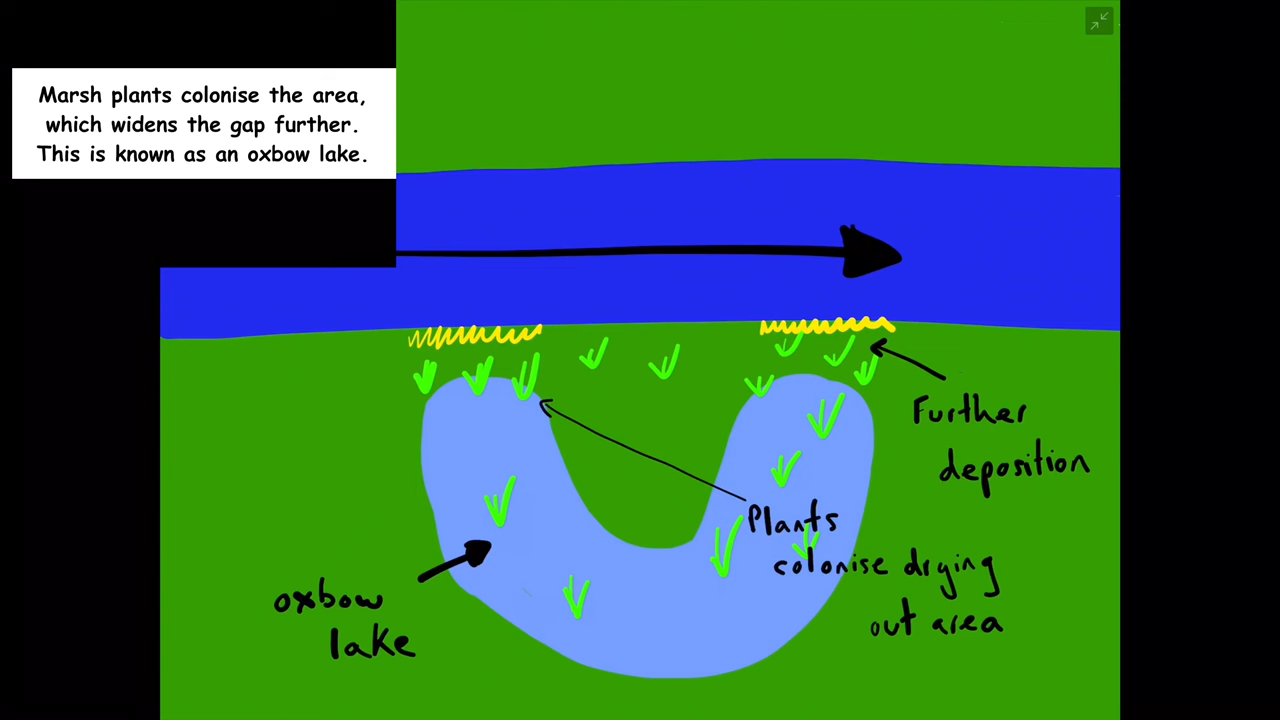 Marsh plants colonise the area,
which widens the gap further.
This is known as an oxbow lake.
Further
deposition
Plants
colonise drying
out area
oxbow
lake